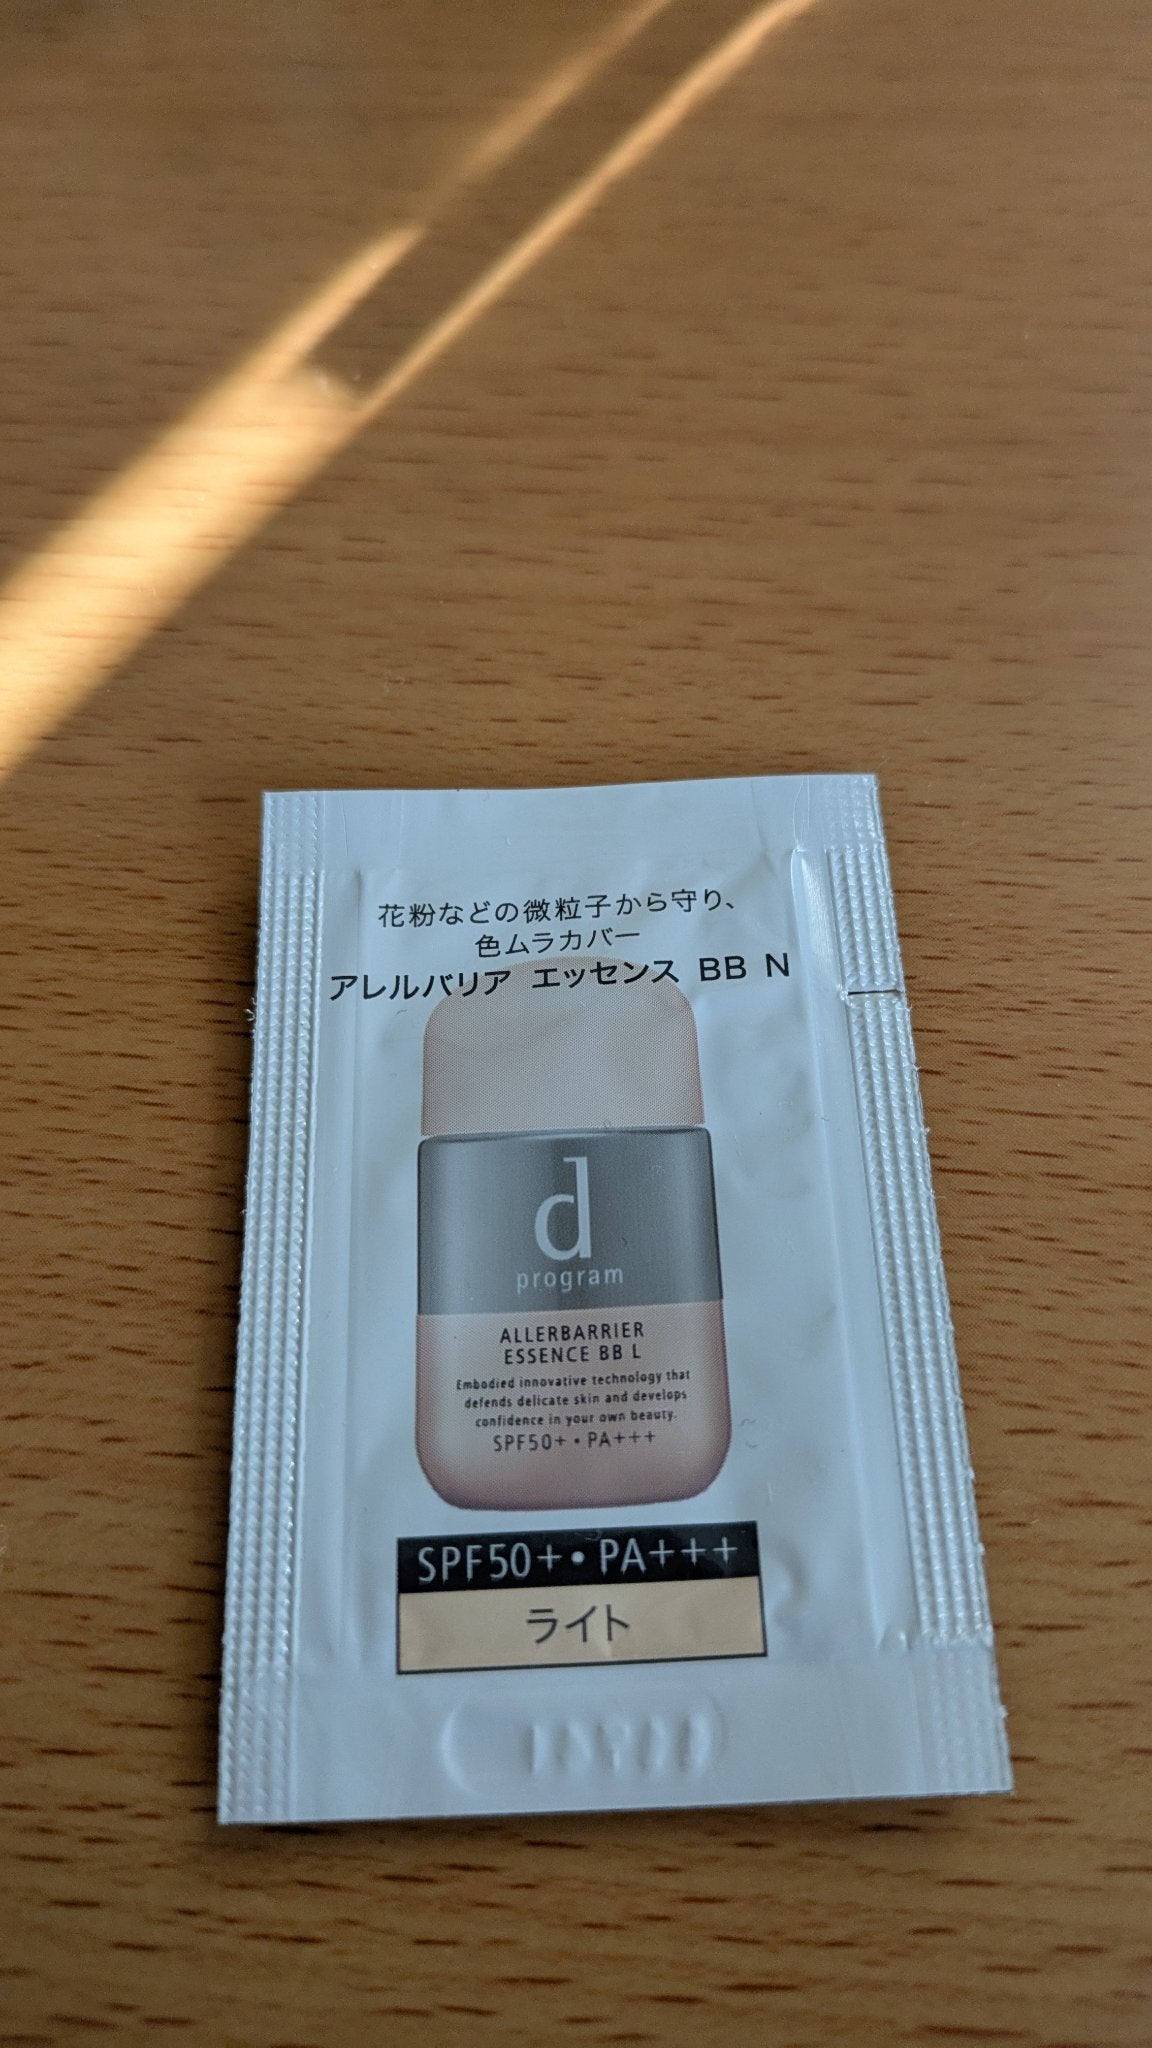 花粉などの微粒子から守り、
色ムラカバー
アレルバリア エッセンス BB N
d
program
ALLERBARRIER
ESSENCE BB L
Embodied innovative technology that
defends delicate skin and develops
confidence in your own beauty.
SPF50+・PA+++
SPF50+・PA+++
ライト